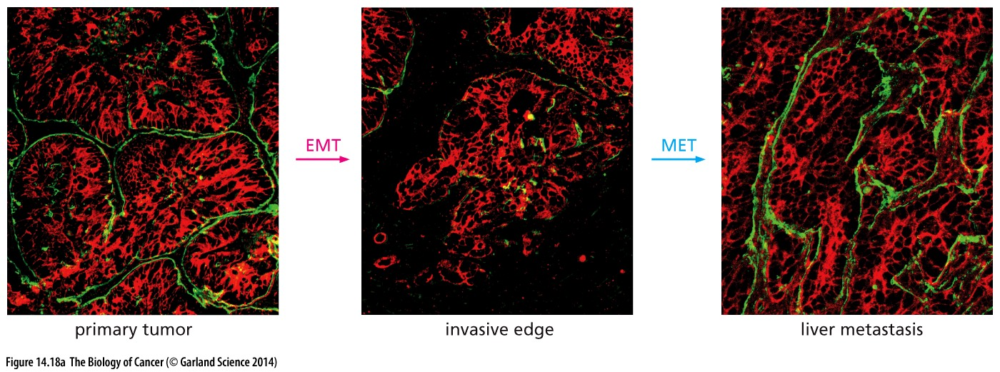 EMT
MET
primary tumor
invasive edge
liver metastasis
Figure 14.18a The Biology of Cancer (© Garland Science 2014)